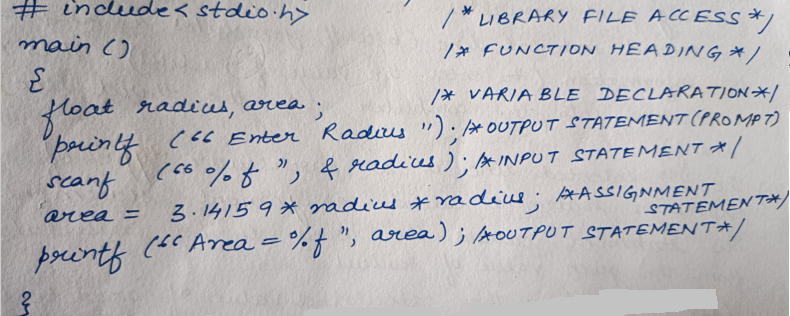 # include<stdio.h> /* LIBRARY FILE ACCESS */
main () /* FUNCTION HEADING */
{
float radius, area ; /* VARIABLE DECLARATION */
printf (“ Enter Radius ”) ; /* OUTPUT STATEMENT (PROMPT)
scanf (“ %f ”, & radius ) ; /* INPUT STATEMENT */
area = 3.14159 * radius * radius ; /* ASSIGNMENT
STATEMENT */
printf (“ Area = %f ”, area) ; /* OUTPUT STATEMENT */
}